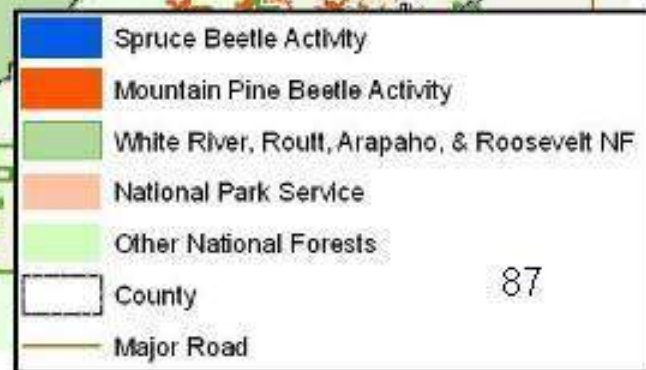 Spruce Beetle Activity
Mountain Pine Beetle Activity
White River, Routt, Arapaho, & Roosevelt NF
National Park Service
Other National Forests
County
87
Major Road